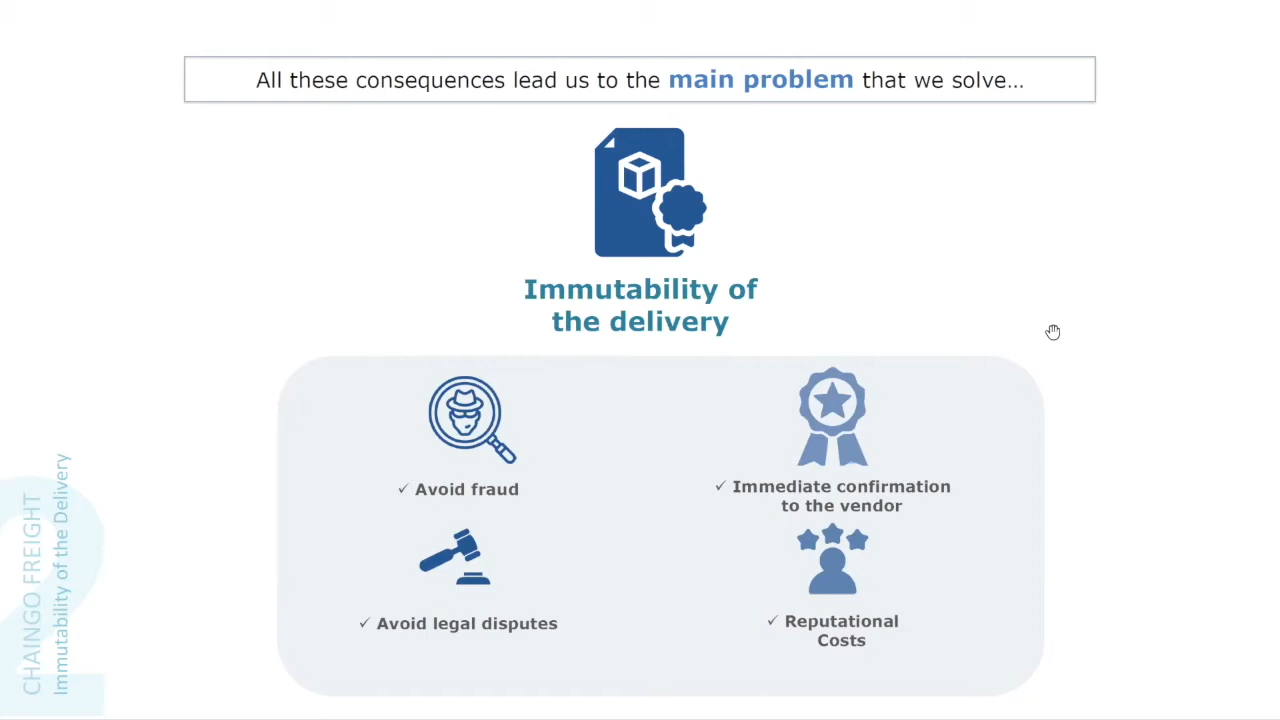 All these consequences lead us to the main problem that we solve…
Immutability of
the delivery
✓ Avoid fraud
✓ Immediate confirmation
to the vendor
✓ Avoid legal disputes
✓ Reputational
Costs
2
CHAINGO FREIGHT
Immutability of the Delivery